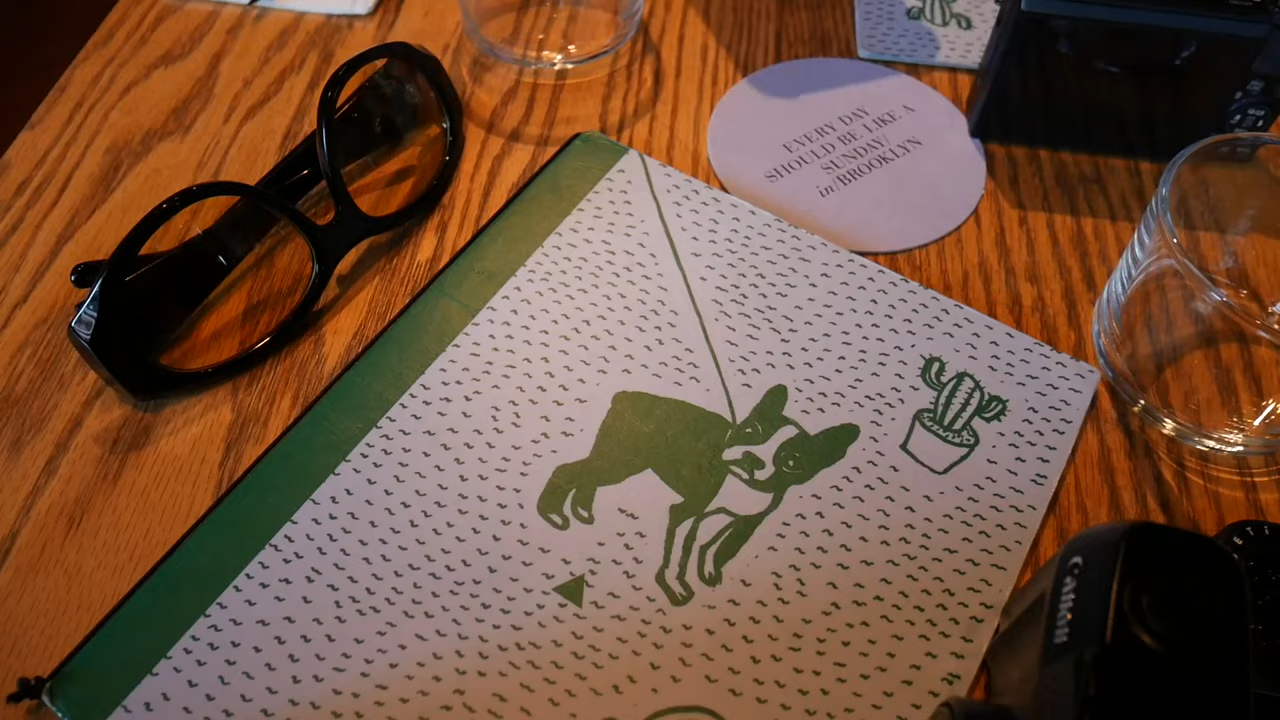 EVERY DAY
SHOULD BE LIKE A
SUNDAY/
in/BROOKLYN
Canon